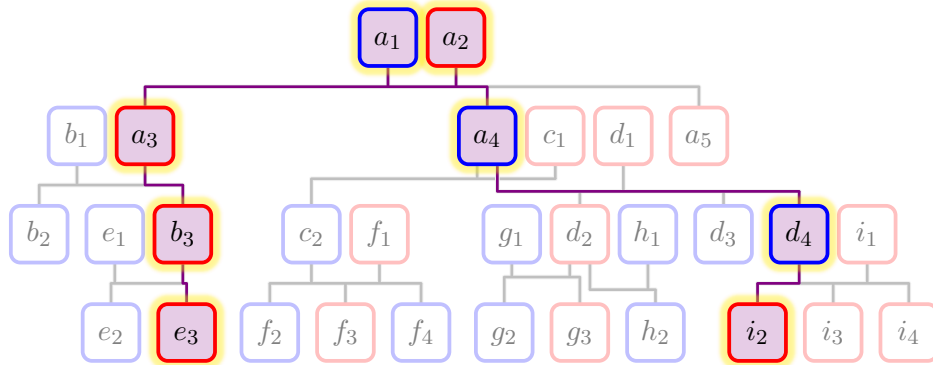 a₁ a₂
b₁ a₃ a₄ c₁ d₁ a₅
b₂ e₁ b₃ c₂ f₁ g₁ d₂ h₁ d₃ d₄ i₁
e₂ e₃ f₂ f₃ f₄ g₂ g₃ h₂ i₂ i₃ i₄